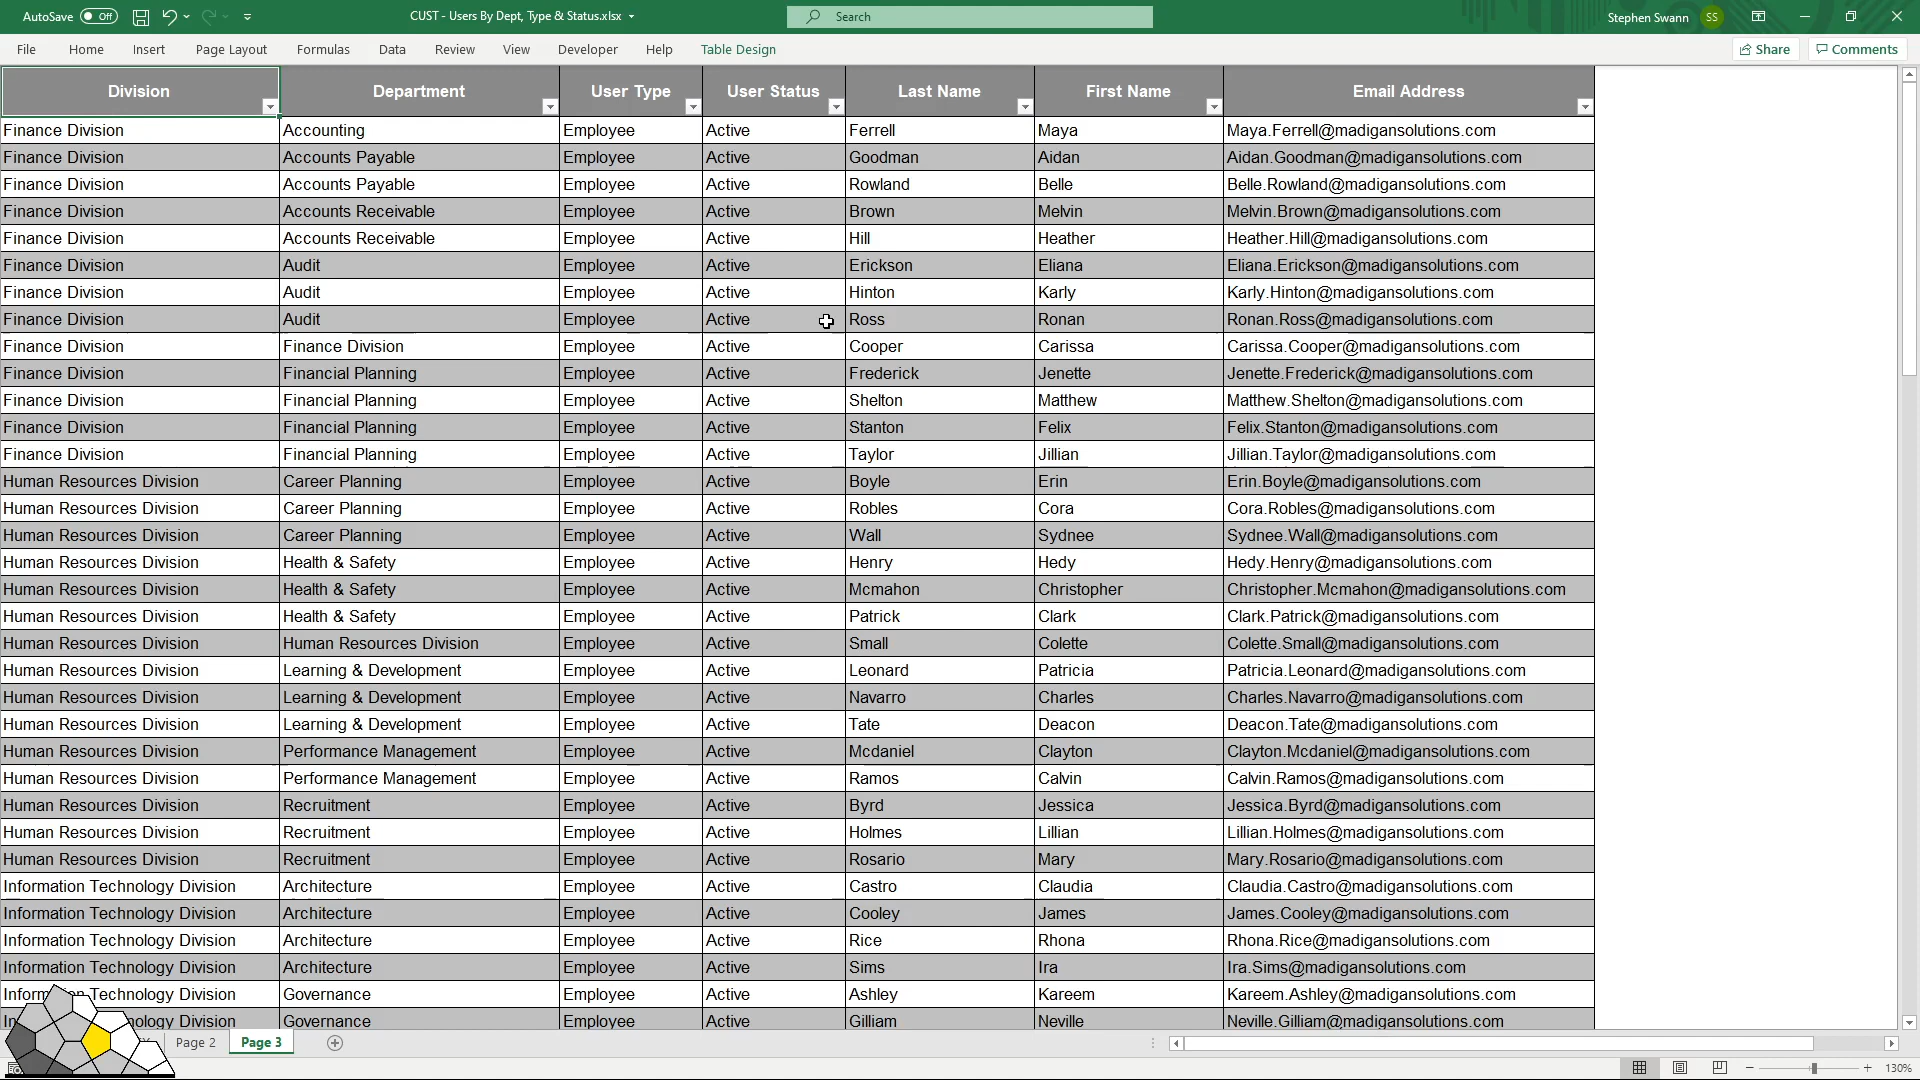 AutoSave Off CUST - Users By Dept, Type & Status.xlsx Search Stephen Swann SS
File Home Insert Page Layout Formulas Data Review View Developer Help Table Design Share Comments
Division Department User Type User Status Last Name First Name Email Address
Finance Division Accounting Employee Active Ferrell Maya Maya.Ferrell@madigansolutions.com
Finance Division Accounts Payable Employee Active Goodman Aidan Aidan.Goodman@madigansolutions.com
Finance Division Accounts Payable Employee Active Rowland Belle Belle.Rowland@madigansolutions.com
Finance Division Accounts Receivable Employee Active Brown Melvin Melvin.Brown@madigansolutions.com
Finance Division Accounts Receivable Employee Active Hill Heather Heather.Hill@madigansolutions.com
Finance Division Audit Employee Active Erickson Eliana Eliana.Erickson@madigansolutions.com
Finance Division Audit Employee Active Hinton Karly Karly.Hinton@madigansolutions.com
Finance Division Audit Employee Active Ross Ronan Ronan.Ross@madigansolutions.com
Finance Division Finance Division Employee Active Cooper Carissa Carissa.Cooper@madigansolutions.com
Finance Division Financial Planning Employee Active Frederick Jenette Jenette.Frederick@madigansolutions.com
Finance Division Financial Planning Employee Active Shelton Matthew Matthew.Shelton@madigansolutions.com
Finance Division Financial Planning Employee Active Stanton Felix Felix.Stanton@madigansolutions.com
Finance Division Financial Planning Employee Active Taylor Jillian Jillian.Taylor@madigansolutions.com
Human Resources Division Career Planning Employee Active Boyle Erin Erin.Boyle@madigansolutions.com
Human Resources Division Career Planning Employee Active Robles Cora Cora.Robles@madigansolutions.com
Human Resources Division Career Planning Employee Active Wall Sydnee Sydnee.Wall@madigansolutions.com
Human Resources Division Health & Safety Employee Active Henry Hedy Hedy.Henry@madigansolutions.com
Human Resources Division Health & Safety Employee Active Mcmahon Christopher Christopher.Mcmahon@madigansolutions.com
Human Resources Division Health & Safety Employee Active Patrick Clark Clark.Patrick@madigansolutions.com
Human Resources Division Human Resources Division Employee Active Small Colette Colette.Small@madigansolutions.com
Human Resources Division Learning & Development Employee Active Leonard Patricia Patricia.Leonard@madigansolutions.com
Human Resources Division Learning & Development Employee Active Navarro Charles Charles.Navarro@madigansolutions.com
Human Resources Division Learning & Development Employee Active Tate Deacon Deacon.Tate@madigansolutions.com
Human Resources Division Performance Management Employee Active Mcdaniel Clayton Clayton.Mcdaniel@madigansolutions.com
Human Resources Division Performance Management Employee Active Ramos Calvin Calvin.Ramos@madigansolutions.com
Human Resources Division Recruitment Employee Active Byrd Jessica Jessica.Byrd@madigansolutions.com
Human Resources Division Recruitment Employee Active Holmes Lillian Lillian.Holmes@madigansolutions.com
Human Resources Division Recruitment Employee Active Rosario Mary Mary.Rosario@madigansolutions.com
Information Technology Division Architecture Employee Active Castro Claudia Claudia.Castro@madigansolutions.com
Information Technology Division Architecture Employee Active Cooley James James.Cooley@madigansolutions.com
Information Technology Division Architecture Employee Active Rice Rhona Rhona.Rice@madigansolutions.com
Information Technology Division Architecture Employee Active Sims Ira Ira.Sims@madigansolutions.com
Technology Division Governance Employee Active Ashley Kareem Kareem.Ashley@madigansolutions.com
Division Governance Employee Active Gilliam Neville Neville.Gilliam@madigansolutions.com
Page 2 Page 3
130%